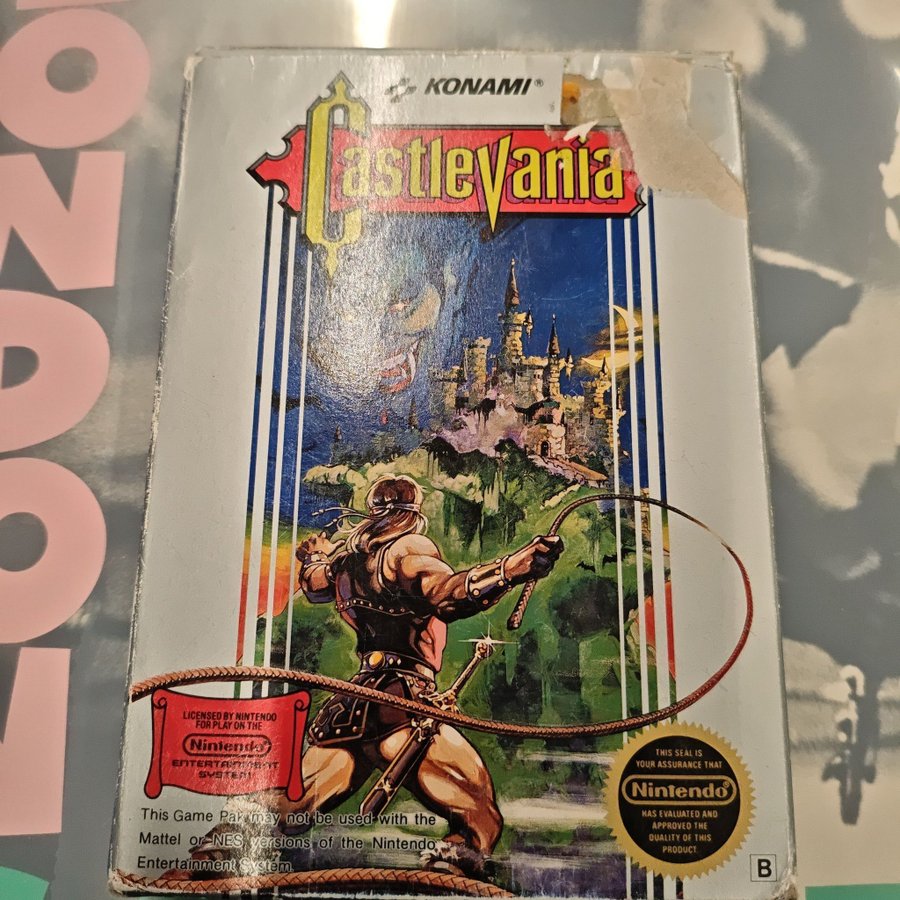 KONAMI®
Castlevania
LICENSED BY NINTENDO
FOR PLAY ON THE
Nintendo®
ENTERTAINMENT
SYSTEM
This Game Pak may not be used with the
Mattel or NES versions of the Nintendo
Entertainment System.
THIS SEAL IS
YOUR ASSURANCE THAT
Nintendo®
HAS EVALUATED AND
APPROVED THE
QUALITY OF THIS
PRODUCT.
B
OND
O